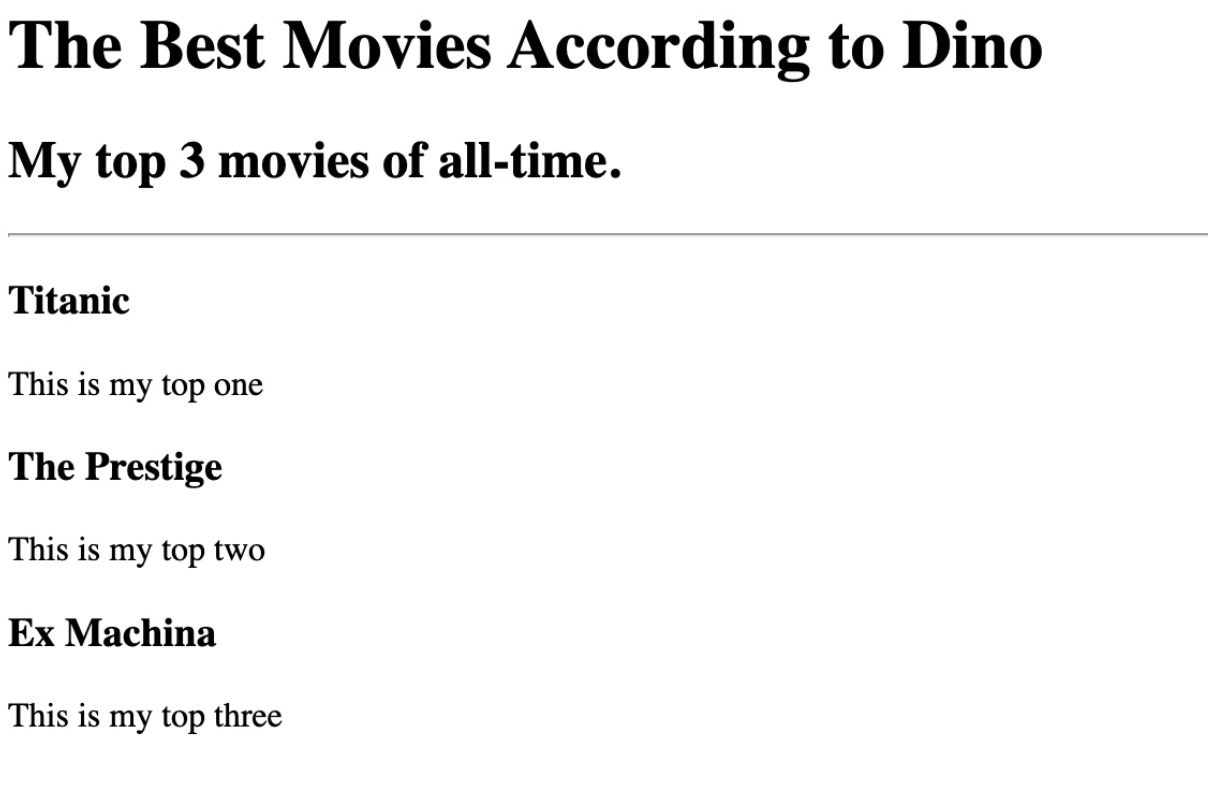 The Best Movies According to Dino
My top 3 movies of all-time.
Titanic
This is my top one
The Prestige
This is my top two
Ex Machina
This is my top three